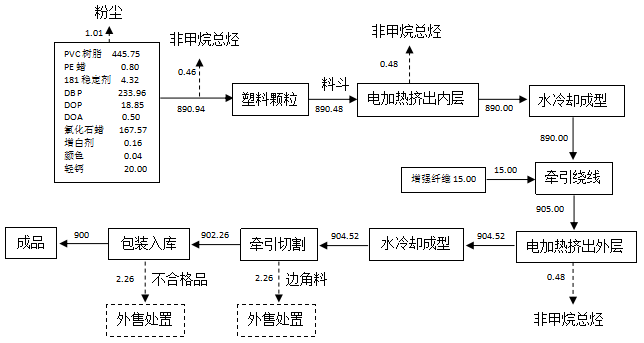 粉尘
1.01
PVC 树脂 445.75
PE 蜡 0.80
181 稳定剂 4.32
DBP 233.96
DOP 18.85
DOA 0.50
氯化石蜡 167.57
增白剂 0.16
颜色 0.04
轻钙 20.00
非甲烷总烃
0.46
890.94
塑料颗粒
料斗
890.48
非甲烷总烃
0.48
电加热挤出内层
890.00
水冷却成型
890.00
增强纤维 15.00
15.00
牵引绕线
905.00
成品
900
包装入库
902.26
牵引切割
904.52
水冷却成型
904.52
电加热挤出外层
2.26
不合格品
2.26
边角料
0.48
外售处置
外售处置
非甲烷总烃